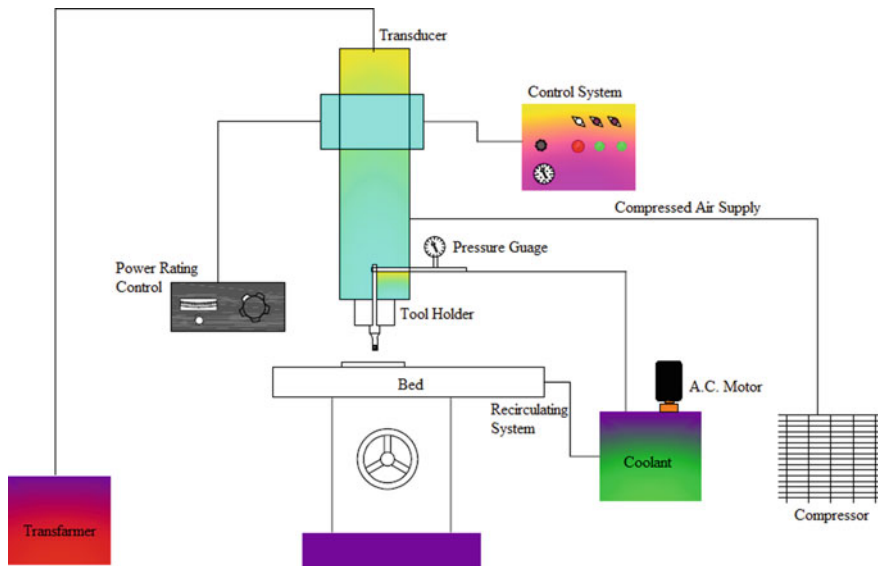 Transducer
Control System
Compressed Air Supply
Pressure Guage
Power Rating
Control
Tool Holder
Bed
A.C. Motor
Recirculating
System
Coolant
Transfarmer
Compressor